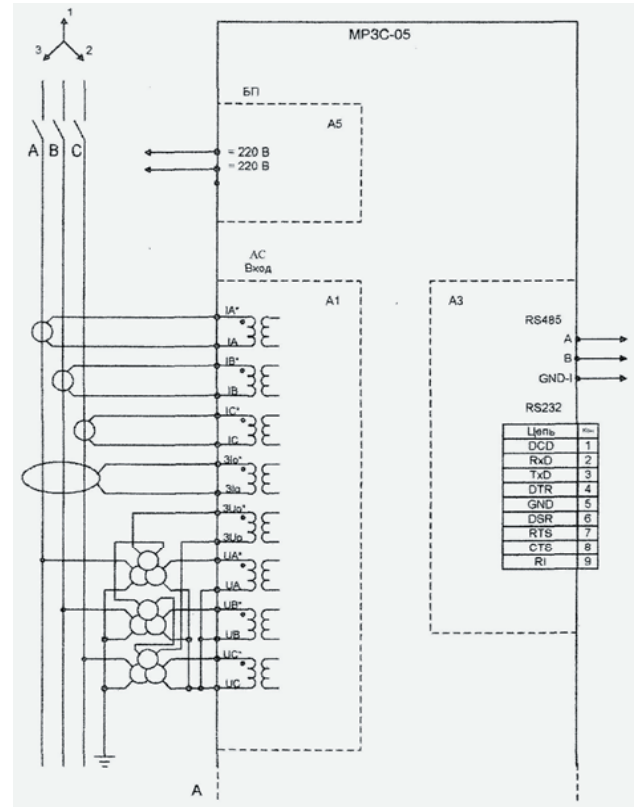 1
3
2
МРЗС-05
БП
А5
А В С
= 220 В
= 220 В
АС
Вход
А1
А3
IA*
IA
IB*
IB
IC*
IC
3Io*
3Io
3Uo*
3Uo
UA*
UA
UB*
UB
UC*
UC
RS485
A
B
GND-I
RS232
Цепь Кон
DCD 1
RxD 2
TxD 3
DTR 4
GND 5
DSR 6
RTS 7
CTS 8
RI 9
А